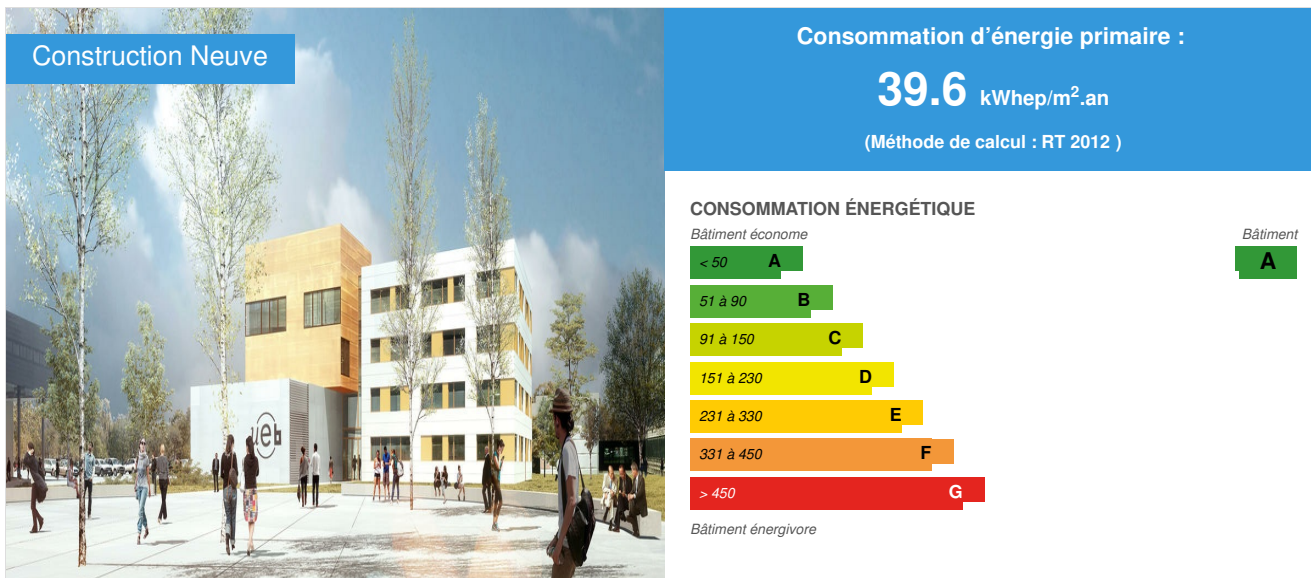 Construction Neuve
ueb
Consommation d'énergie primaire :
39.6 kWhep/m².an
(Méthode de calcul : RT 2012 )
CONSOMMATION ÉNERGÉTIQUE
Bâtiment économe
Bâtiment
< 50 A
A
51 à 90 B
91 à 150 C
151 à 230 D
231 à 330 E
331 à 450 F
> 450 G
Bâtiment énergivore